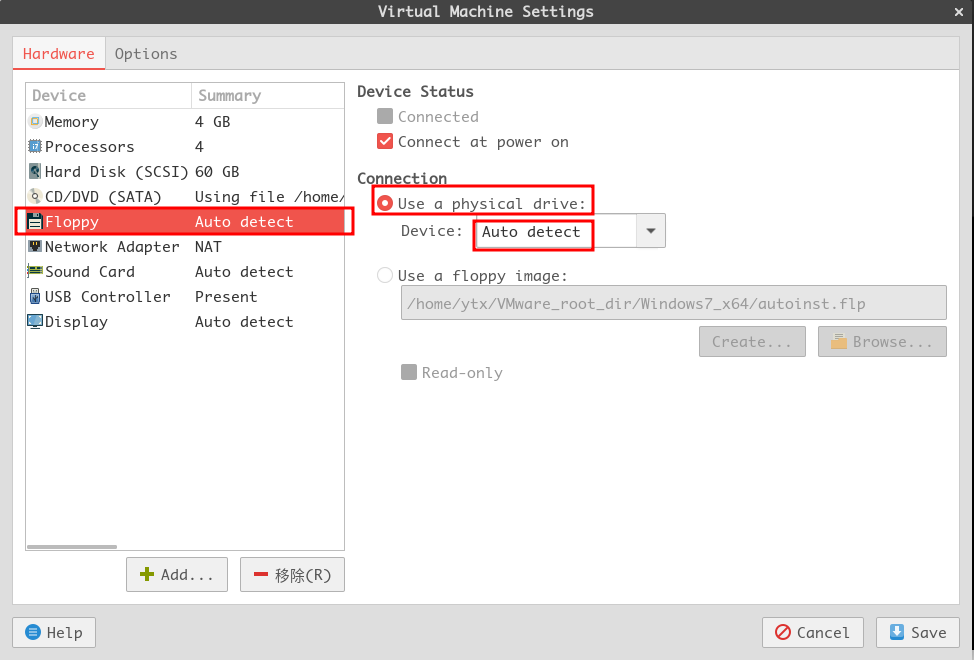 Virtual Machine Settings
Hardware Options
Device Summary
Memory 4 GB
Processors 4
Hard Disk (SCSI) 60 GB
CD/DVD (SATA) Using file /home/
Floppy Auto detect
Network Adapter NAT
Sound Card Auto detect
USB Controller Present
Display Auto detect
Add...
移除(R)
Device Status
Connected
Connect at power on
Connection
Use a physical drive:
Device: Auto detect
Use a floppy image:
/home/ytx/VMware_root_dir/Windows7_x64/autoinst.flp
Create... Browse...
Read-only
Help Cancel Save